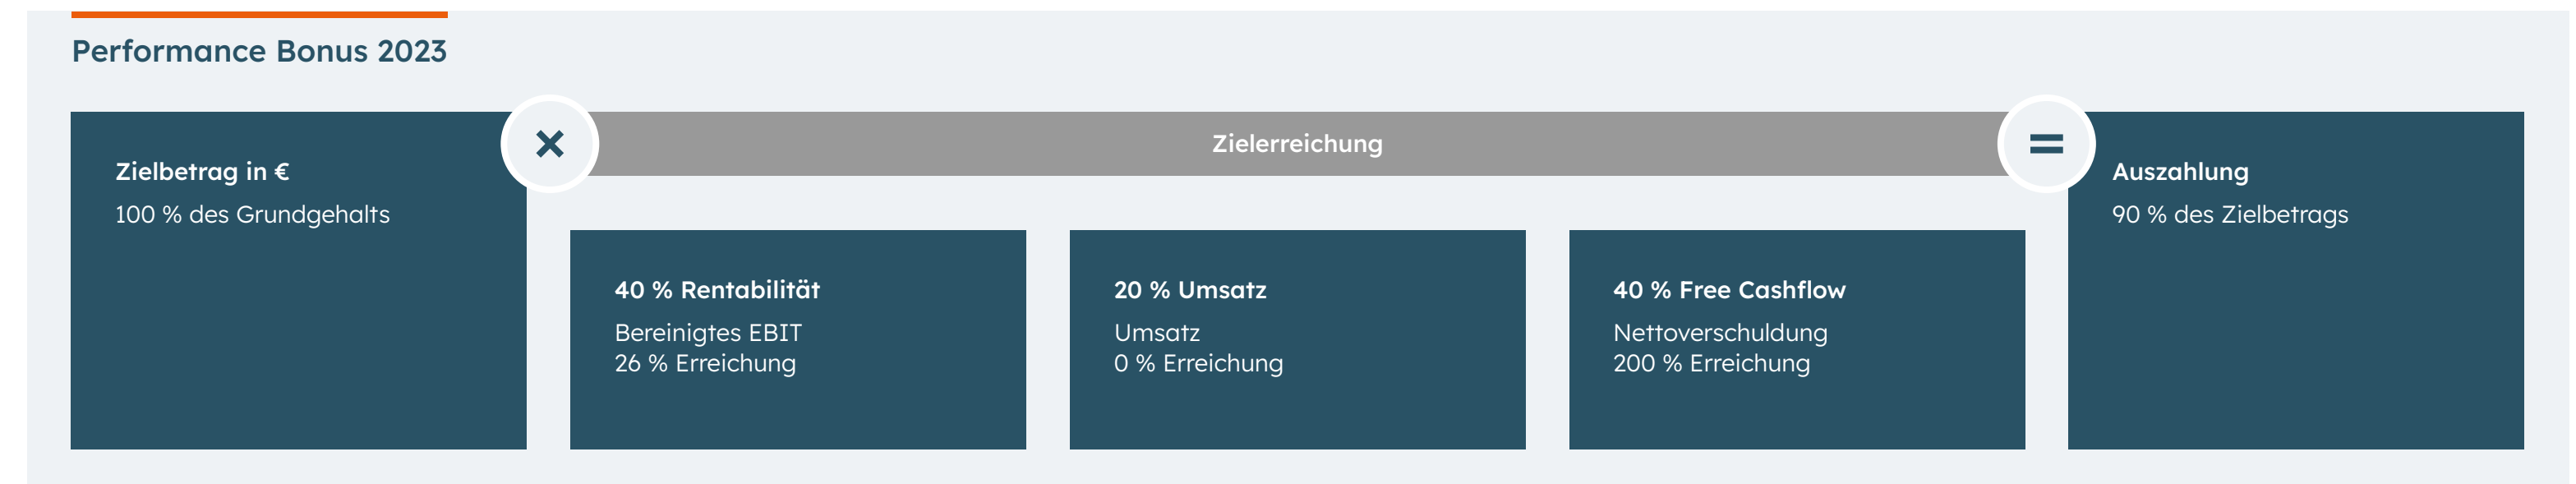 Performance Bonus 2023
Zielbetrag in €
100 % des Grundgehalts
×
Zielerreichung
=
40 % Rentabilität
Bereinigtes EBIT
26 % Erreichung
20 % Umsatz
Umsatz
0 % Erreichung
40 % Free Cashflow
Nettoverschuldung
200 % Erreichung
Auszahlung
90 % des Zielbetrags